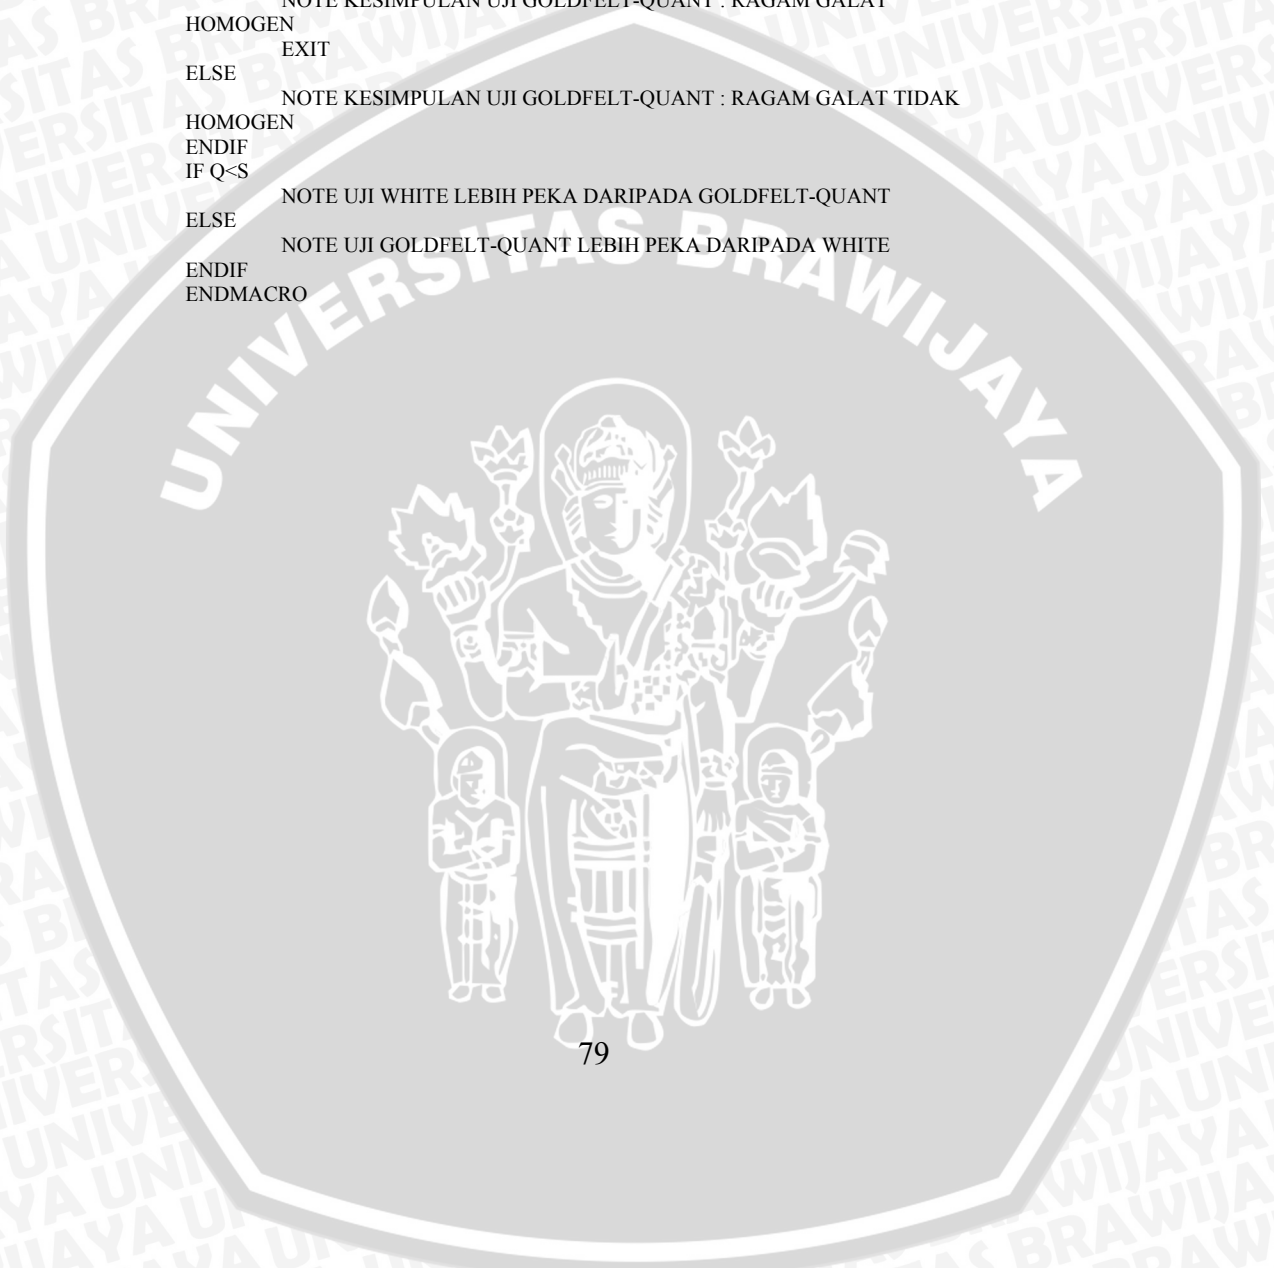 NOTE KESIMPULAN UJI GOLDFELT-QUANT : RAGAM GALAT
HOMOGEN
EXIT
ELSE
NOTE KESIMPULAN UJI GOLDFELT-QUANT : RAGAM GALAT TIDAK
HOMOGEN
ENDIF
IF Q<S
NOTE UJI WHITE LEBIH PEKA DARIPADA GOLDFELT-QUANT
ELSE
NOTE UJI GOLDFELT-QUANT LEBIH PEKA DARIPADA WHITE
ENDIF
ENDMACRO
UNIVERSITAS BRAWIJAYA
79